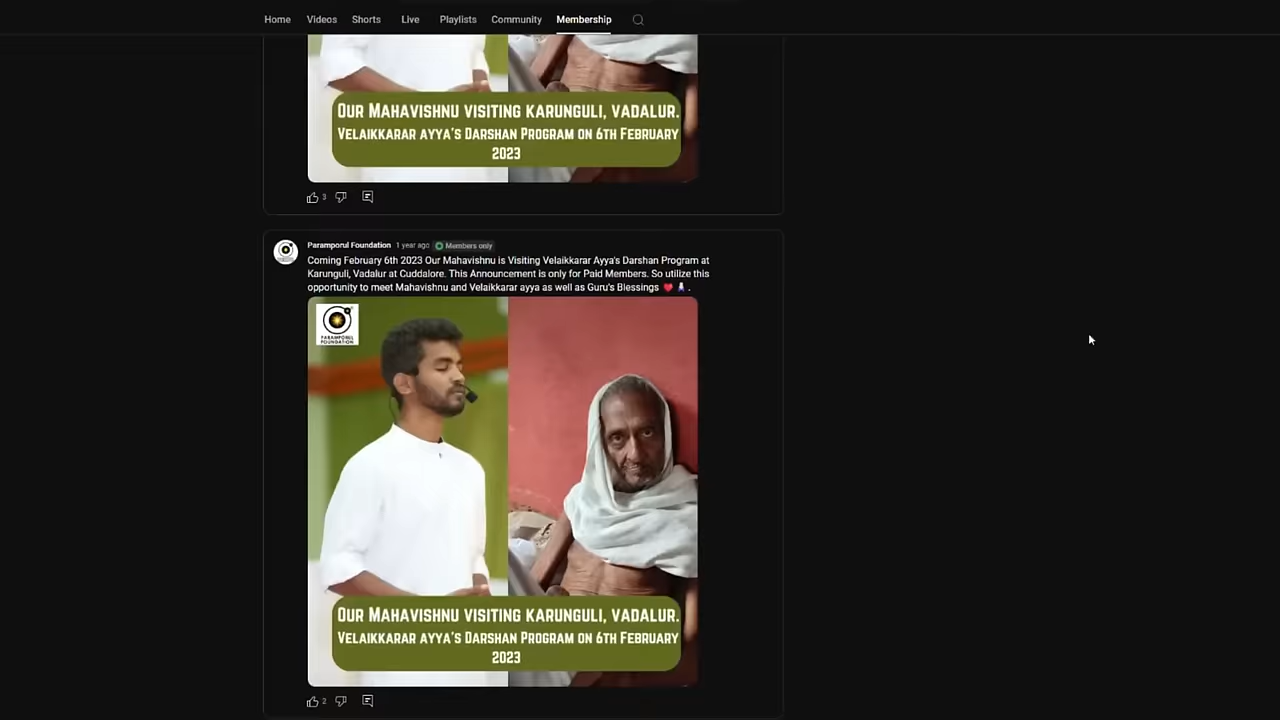 Home Videos Shorts Live Playlists Community Membership
OUR MAHAVISHNU VISITING KARUNGULI, VADALUR.
VELAIKKARAR AYYA'S DARSHAN PROGRAM ON 6TH FEBRUARY
2023
3
Paramporul Foundation 1 year ago Members only
Coming February 6th 2023 Our Mahavishnu is Visiting Velaikkarar Ayya's Darshan Program at
Karunguli, Vadalur at Cuddalore. This Announcement is only for Paid Members. So utilize this
opportunity to meet Mahavishnu and Velaikkarar ayya as well as Guru's Blessings ❤️ .
PARAMPORUL
FOUNDATION
OUR MAHAVISHNU VISITING KARUNGULI, VADALUR.
VELAIKKARAR AYYA'S DARSHAN PROGRAM ON 6TH FEBRUARY
2023
2